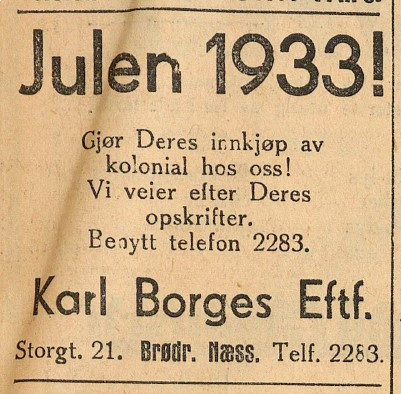 Julen 1933!
Gjør Deres innkjøp av
kolonial hos oss!
Vi veier efter Deres
opskrifter.
Benytt telefon 2283.
Karl Borges Eftf.
Storgt. 21. Brødr. Næss. Telf. 2283.